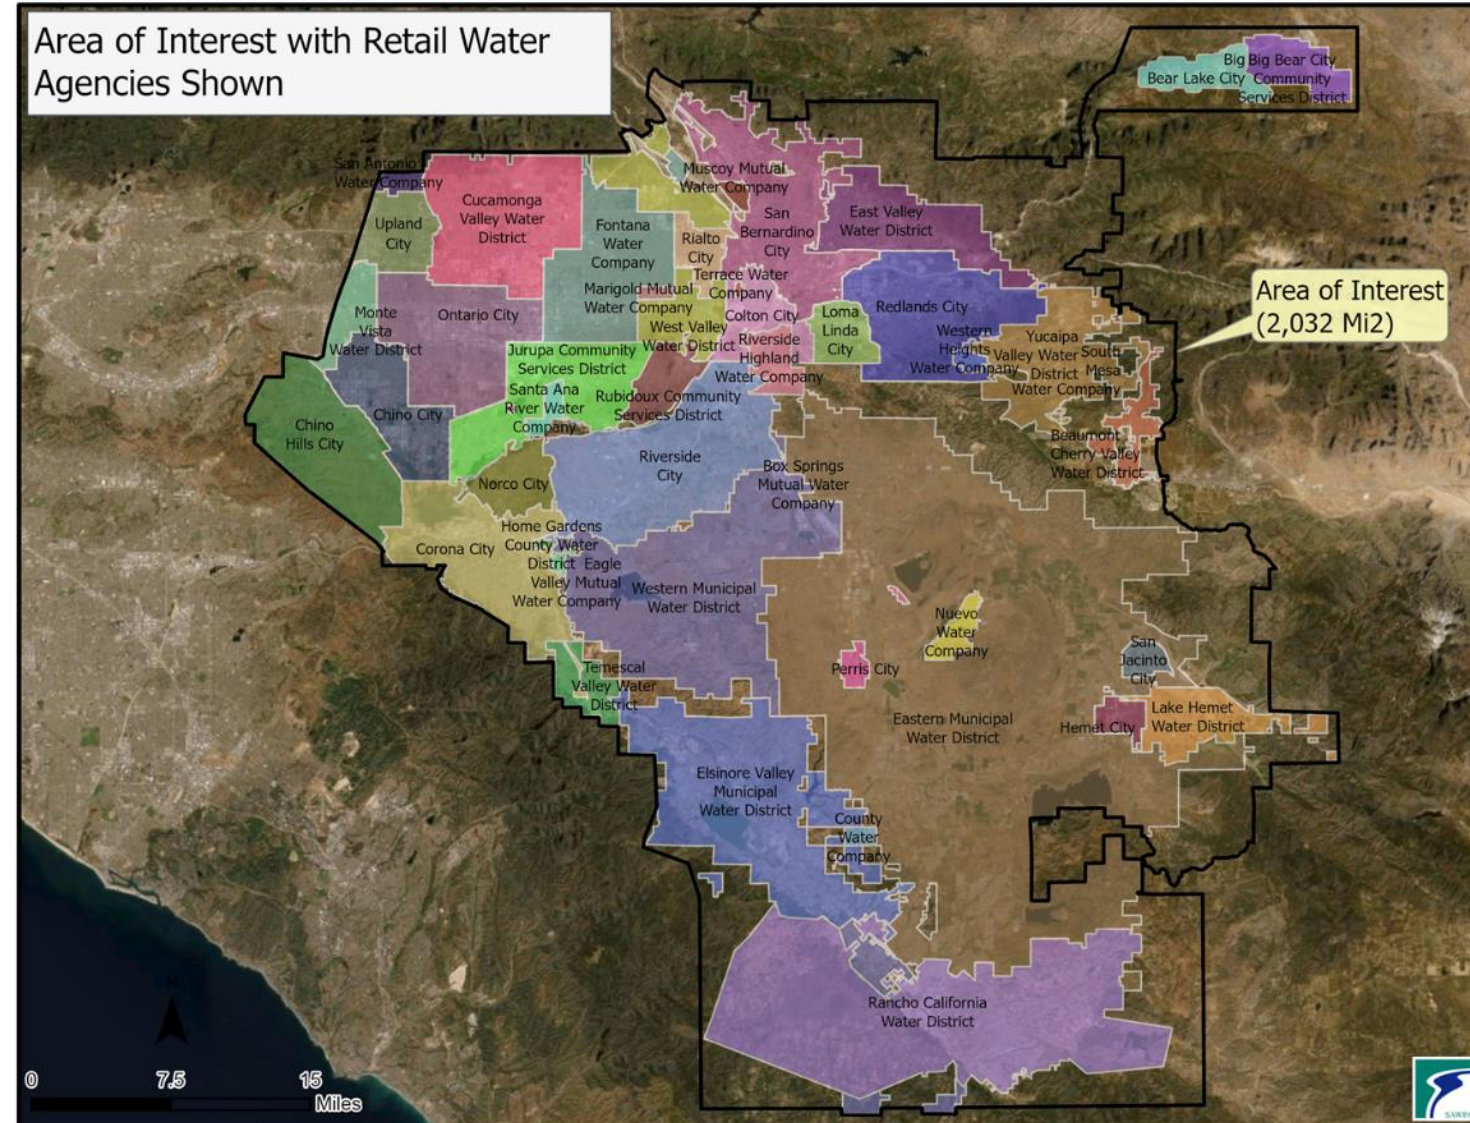 Area of Interest with Retail Water
Agencies Shown
Big
Bear Lake City
Big Bear City
Community
Services District
San Antonio
Water Company
Cucamonga
Valley Water
District
Muscoy Mutual
Water Company
Upland
City
Fontana
Water
Company
Rialto
City
San
Bernardino
City
East Valley
Water District
Terrace Water
Company
Marigold Mutual
Water Company
Area of Interest
(2,032 Mi2)
Monte
Vista
Water District
Ontario City
West Valley
Water District
Colton City
Loma
Linda
City
Redlands City
Western
Heights
Water Company
Yucaipa
Valley Water
District
South
Mesa
Water Company
Jurupa Community
Services District
Riverside
Highland
Water Company
Santa Ana
River Water
Company
Rubidoux Community
Services District
Chino City
Chino
Hills City
Beaumont
Cherry Valley
Water District
Riverside
City
Box Springs
Mutual Water
Company
Norco City
Home Gardens
County Water
District
Corona City
Eagle
Valley Mutual
Water Company
Western Municipal
Water District
Nuevo
Water
Company
San
Jacinto
City
Perris City
Temescal
Valley Water
District
Eastern Municipal
Water District
Hemet City
Lake Hemet
Water District
Elsinore Valley
Municipal
Water District
County
Water
Company
Rancho California
Water District
N
0 7.5 15
Miles